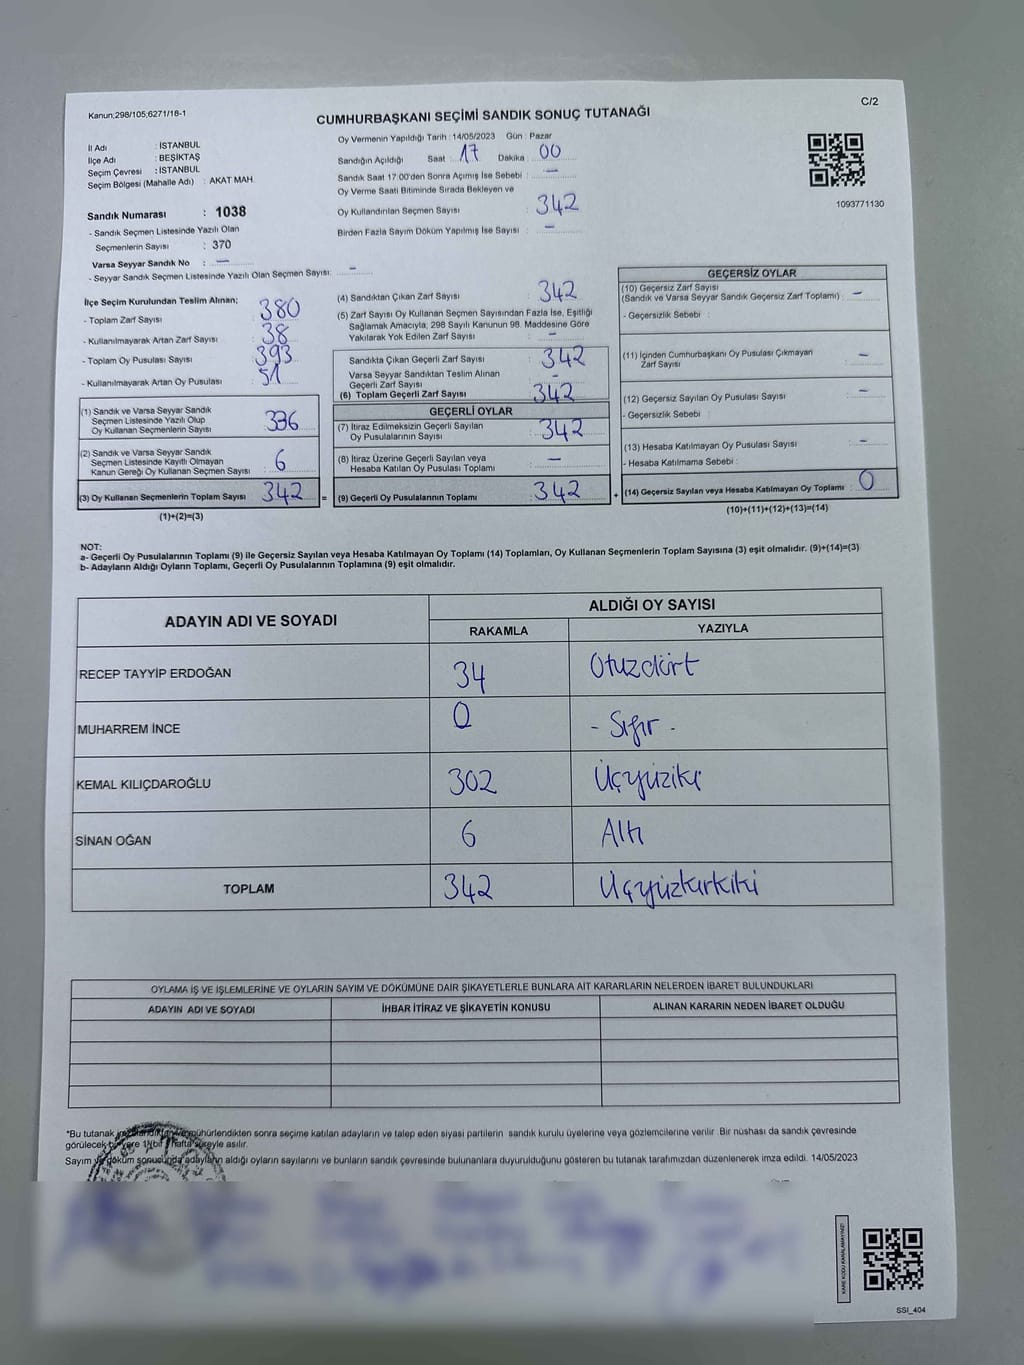 Kanun;298/105;6271/18-1
C/2
CUMHURBAŞKANI SEÇİMİ SANDIK SONUÇ TUTANAĞI
İl Adı : İSTANBUL
İlçe Adı : BEŞİKTAŞ
Seçim Çevresi : İSTANBUL
Seçim Bölgesi (Mahalle Adı) : AKAT MAH.
Sandık Numarası : 1038
- Sandık Seçmen Listesinde Yazılı Olan
Seçmenlerin Sayısı : 370
Varsa Seyyar Sandık No : —
- Seyyar Sandık Seçmen Listesinde Yazılı Olan Seçmen Sayısı: —
Oy Vermenin Yapıldığı Tarih : 14/05/2023 Gün : Pazar
Sandığın Açıldığı Saat : 17 Dakika : 00
Sandık Saat 17.00'den Sonra Açımış İse Sebebi : —
Oy Verme Saati Bitiminde Sırada Bekleyen ve
Oy Kullandırılan Seçmen Sayısı : 342
Birden Fazla Sayım Döküm Yapılmış İse Sayısı : —
1093771130
İlçe Seçim Kurulundan Teslim Alınan;
- Toplam Zarf Sayısı : 380
- Kullanılmayarak Artan Zarf Sayısı : 38
- Toplam Oy Pusulası Sayısı : 393
- Kullanılmayarak Artan Oy Pusulası : 51
(1) Sandık ve Varsa Seyyar Sandık
Seçmen Listesinde Yazılı Olup
Oy Kullanan Seçmenlerin Sayısı : 336
(2) Sandık ve Varsa Seyyar Sandık
Seçmen Listesinde Kayıtlı Olmayan
Kanun Gereği Oy Kullanan Seçmen Sayısı : 6
(3) Oy Kullanan Seçmenlerin Toplam Sayısı : 342 =
(1)+(2)=(3)
(4) Sandıktan Çıkan Zarf Sayısı : 342
(5) Zarf Sayısı Oy Kullanan Seçmen Sayısından Fazla İse, Eşitliği
Sağlamak Amacıyla; 298 Sayılı Kanunun 98. Maddesine Göre
Yakılarak Yok Edilen Zarf Sayısı : —
Sandıkta Çıkan Geçerli Zarf Sayısı : 342
Varsa Seyyar Sandıktan Teslim Alınan
Geçerli Zarf Sayısı : -
(6) Toplam Geçerli Zarf Sayısı : 342
GEÇERLİ OYLAR
(7) İtiraz Edilmeksizin Geçerli Sayılan
Oy Pusulalarının Sayısı : 342
(8) İtiraz Üzerine Geçerli Sayılan veya
Hesaba Katılan Oy Pusulası Toplamı : —
(9) Geçerli Oy Pusulalarının Toplamı : 342 +
GEÇERSİZ OYLAR
(10) Geçersiz Zarf Sayısı
(Sandık ve Varsa Seyyar Sandık Geçersiz Zarf Toplamı) : —
- Geçersizlik Sebebi :
(11) İçinden Cumhurbaşkanı Oy Pusulası Çıkmayan
Zarf Sayısı : —
(12) Geçersiz Sayılan Oy Pusulası Sayısı : —
- Geçersizlik Sebebi :
(13) Hesaba Katılmayan Oy Pusulası Sayısı : —
- Hesaba Katılmama Sebebi :
(14) Geçersiz Sayılan veya Hesaba Katılmayan Oy Toplamı : 0
(10)+(11)+(12)+(13)=(14)
NOT:
a- Geçerli Oy Pusulalarının Toplamı (9) ile Geçersiz Sayılan veya Hesaba Katılmayan Oy Toplamı (14) Toplamları, Oy Kullanan Seçmenlerin Toplam Sayısına (3) eşit olmalıdır. (9)+(14)=(3)
b- Adayların Aldığı Oyların Toplamı, Geçerli Oy Pusulalarının Toplamına (9) eşit olmalıdır.
ADAYIN ADI VE SOYADI
ALDIĞI OY SAYISI
RAKAMLA YAZIYLA
RECEP TAYYİP ERDOĞAN 34 Otuzdört
MUHARREM İNCE 0 - Sıfır -
KEMAL KILIÇDAROĞLU 302 Üçyüziki
SİNAN OĞAN 6 Altı
TOPLAM 342 Üçyüzkırkiki
OYLAMA İŞ VE İŞLEMLERİNE VE OYLARIN SAYIM VE DÖKÜMÜNE DAİR ŞİKAYETLERLE BUNLARA AİT KARARLARIN NELERDEN İBARET BULUNDUKLARI
ADAYIN ADI VE SOYADI İHBAR İTİRAZ VE ŞİKAYETİN KONUSU ALINAN KARARIN NEDEN İBARET OLDUĞU
*Bu tutanak mühürlendikten sonra seçime katılan adayların ve talep eden siyasi partilerin sandık kurulu üyelerine veya gözlemcilerine verilir. Bir nüshası da sandık çevresinde
görülecek bir yere 1 (bir) hafta süreyle asılır.
Sayım ve döküm sonucunda adayların aldığı oyların sayılarını ve bunların sandık çevresinde bulunanlara duyurulduğunu gösteren bu tutanak tarafımızdan düzenlenerek imza edildi. 14/05/2023
KARE KODU KARALAMAYINIZ!
SSI_404